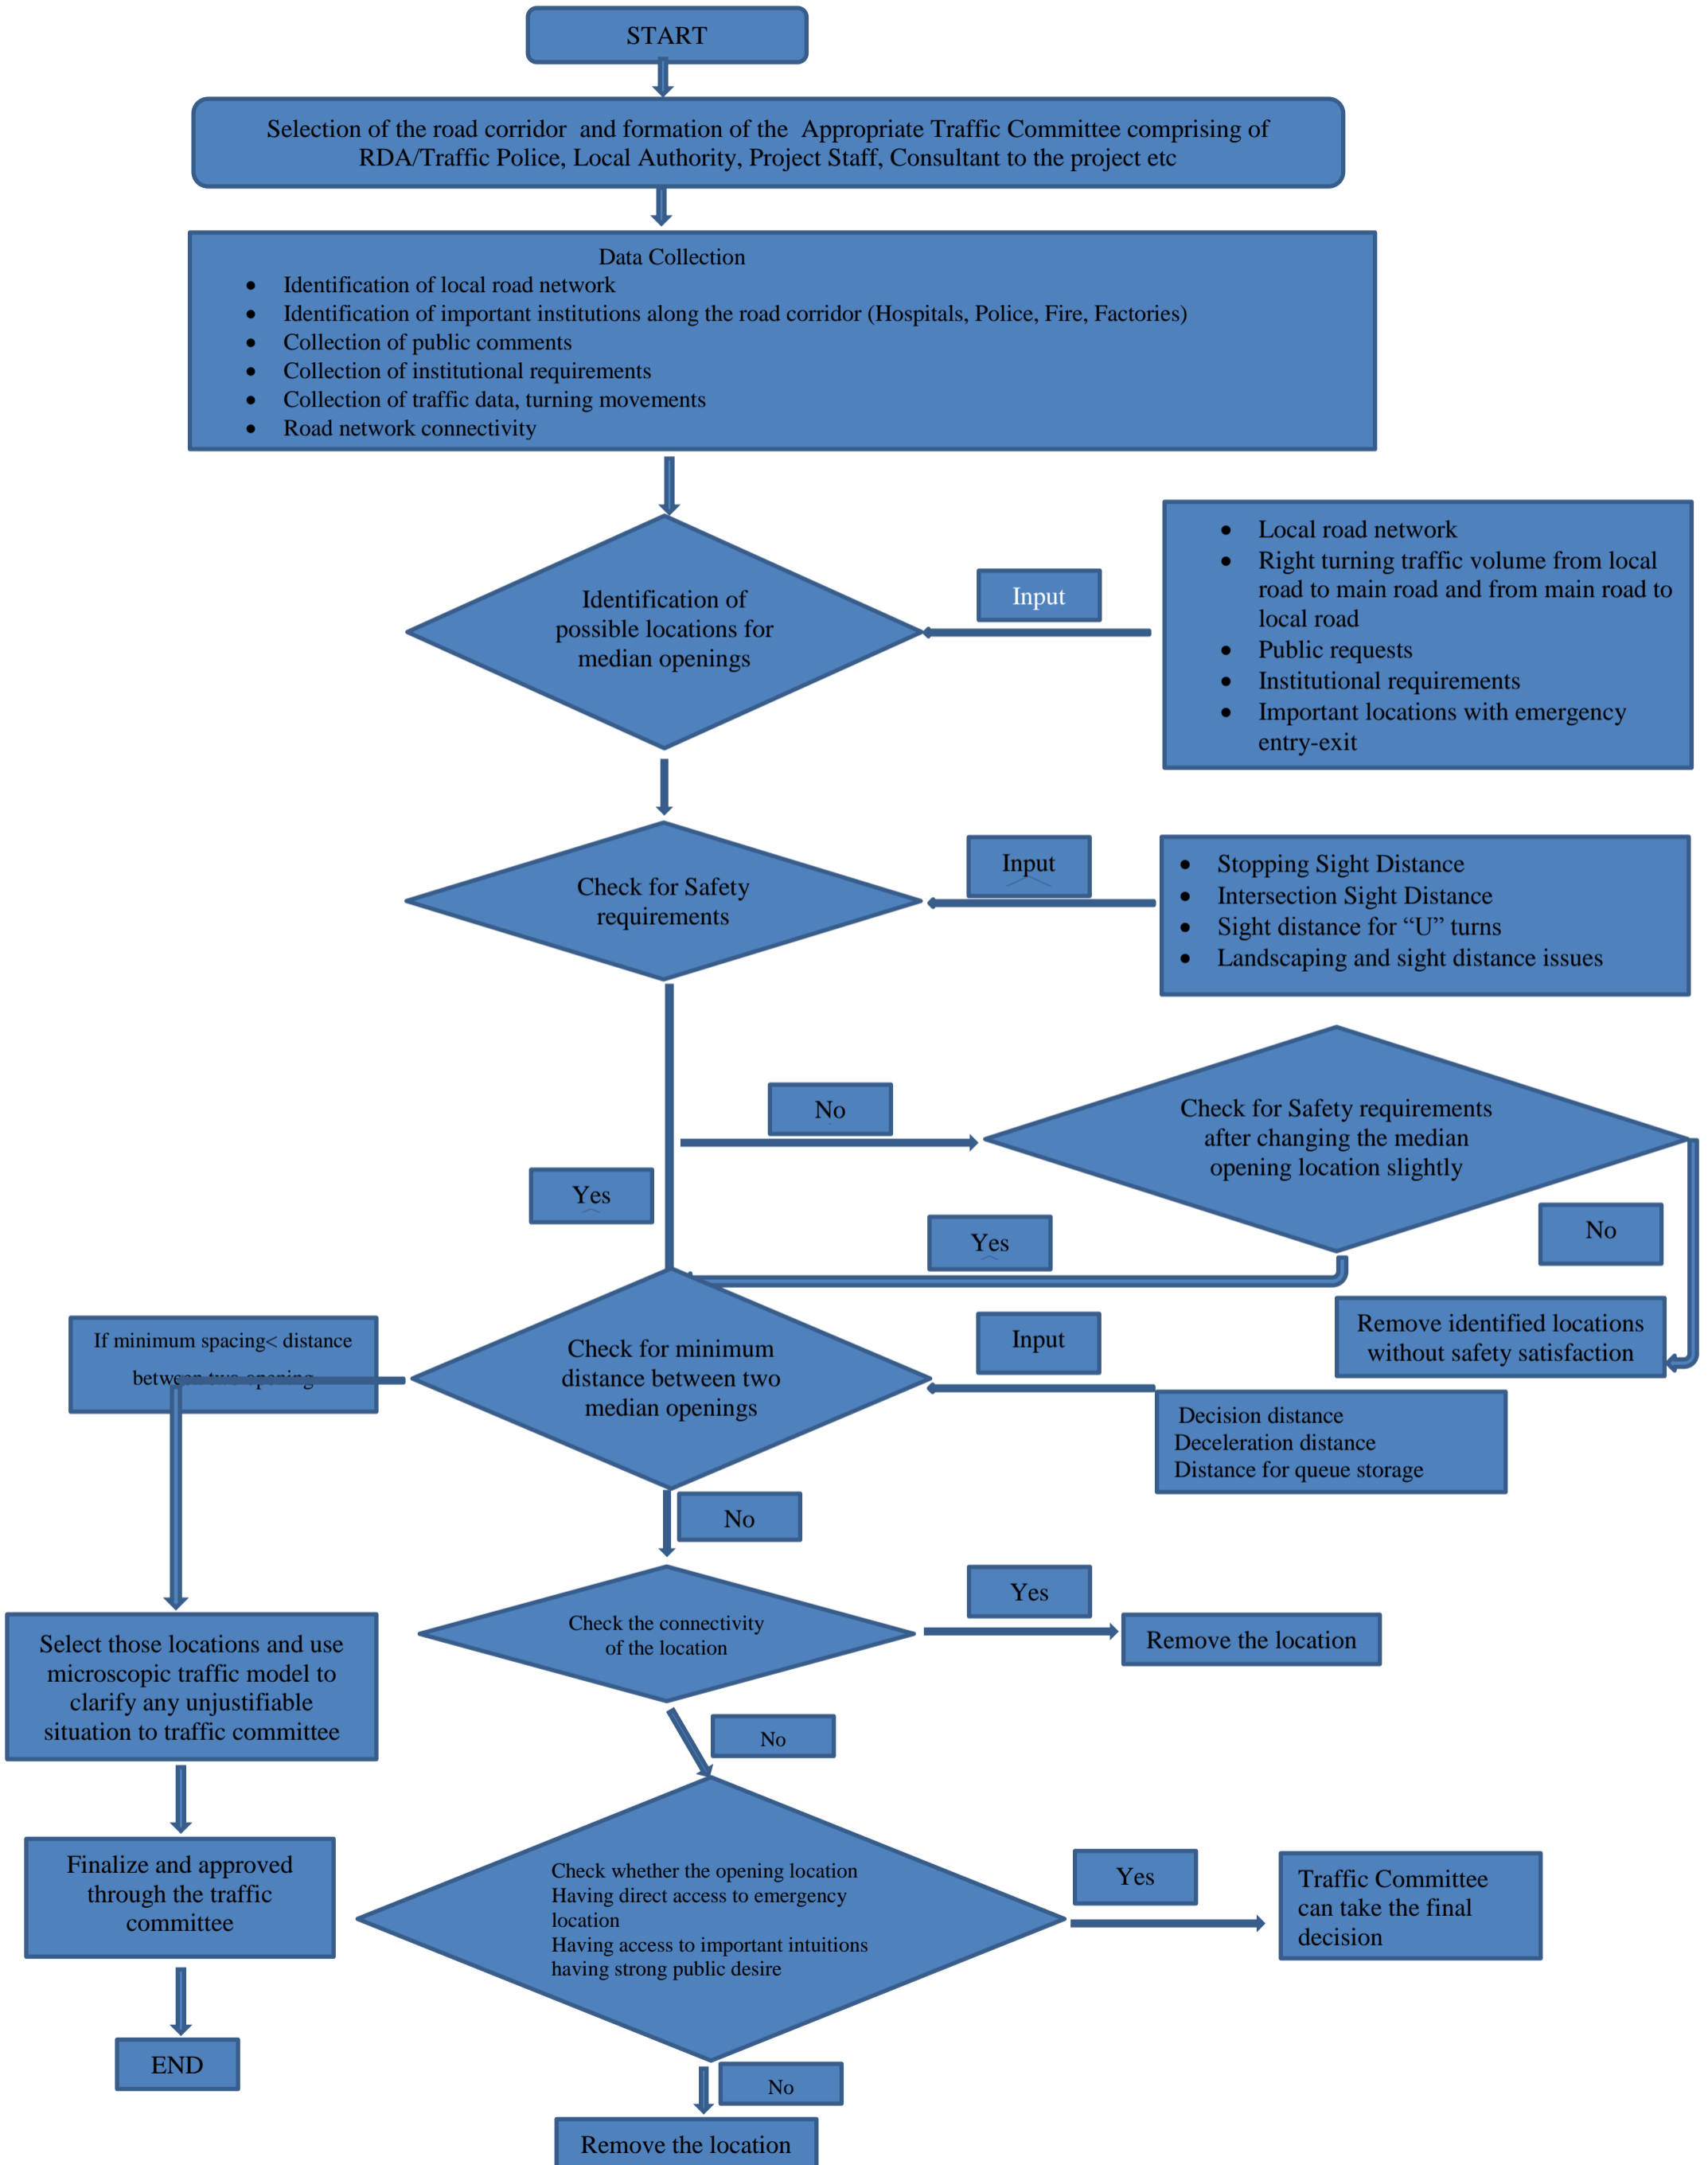 START
Selection of the road corridor and formation of the Appropriate Traffic Committee comprising of
RDA/Traffic Police, Local Authority, Project Staff, Consultant to the project etc
Data Collection
• Identification of local road network
• Identification of important institutions along the road corridor (Hospitals, Police, Fire, Factories)
• Collection of public comments
• Collection of institutional requirements
• Collection of traffic data, turning movements
• Road network connectivity
Identification of
possible locations for
median openings
Input
• Local road network
• Right turning traffic volume from local
road to main road and from main road to
local road
• Public requests
• Institutional requirements
• Important locations with emergency
entry-exit
Check for Safety
requirements
Input
• Stopping Sight Distance
• Intersection Sight Distance
• Sight distance for “U” turns
• Landscaping and sight distance issues
No
Check for Safety requirements
after changing the median
opening location slightly
Yes
Yes
No
Remove identified locations
without safety satisfaction
If minimum spacing< distance
between two opening
Check for minimum
distance between two
median openings
Input
Decision distance
Deceleration distance
Distance for queue storage
No
Check the connectivity
of the location
Yes
Remove the location
Select those locations and use
microscopic traffic model to
clarify any unjustifiable
situation to traffic committee
No
Finalize and approved
through the traffic
committee
Check whether the opening location
Having direct access to emergency
location
Having access to important intuitions
having strong public desire
Yes
Traffic Committee
can take the final
decision
END
No
Remove the location